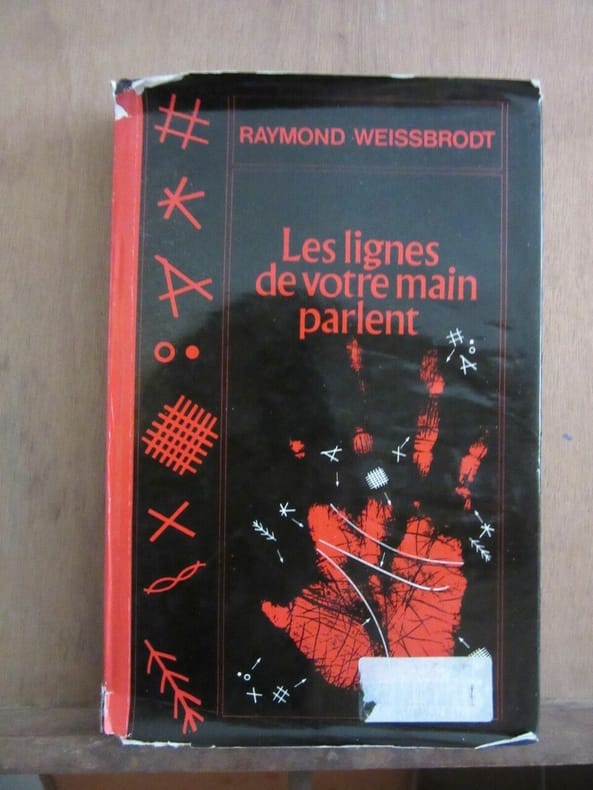 RAYMOND WEISSBRODT
Les lignes
de votre main
parlent